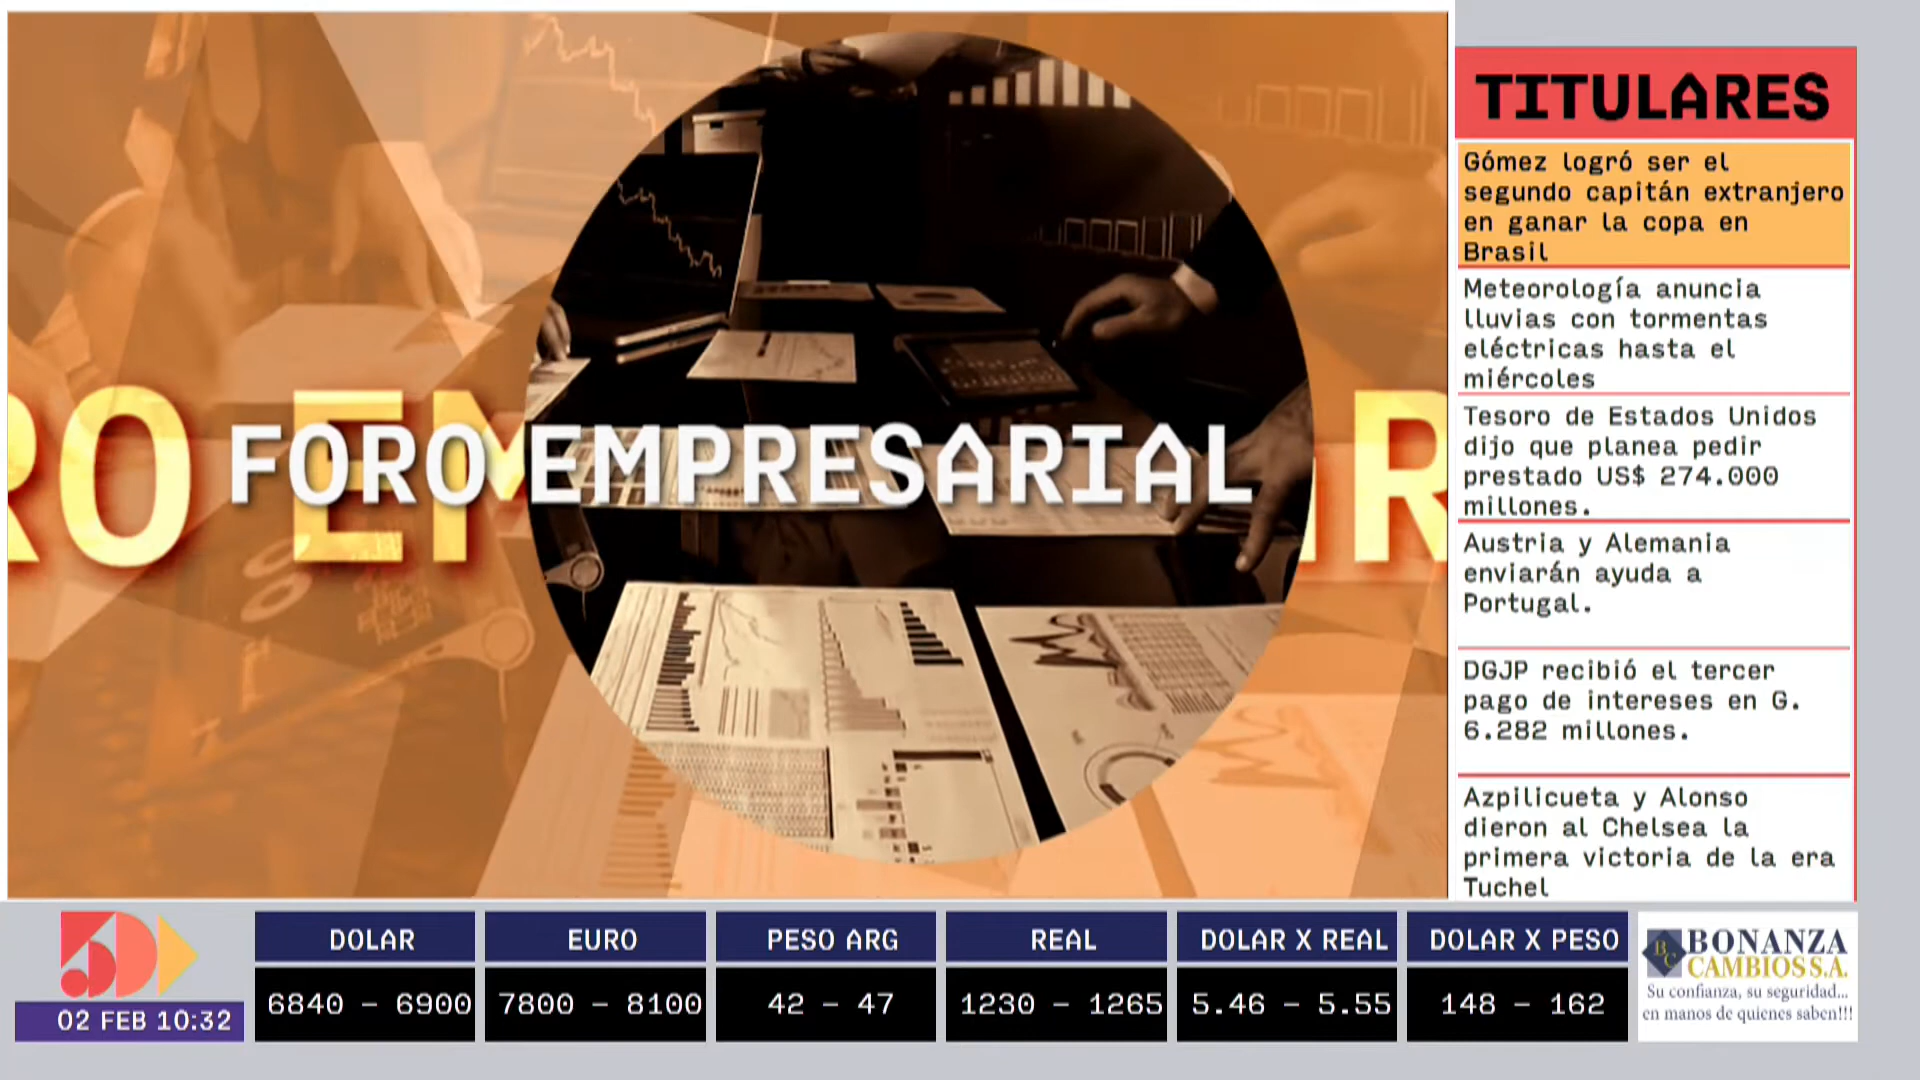 RO EM R
FORO EMPRESARIAL
TITULARES
Gómez logró ser el
segundo capitán extranjero
en ganar la copa en
Brasil
Meteorología anuncia
lluvias con tormentas
eléctricas hasta el
miércoles
Tesoro de Estados Unidos
dijo que planea pedir
prestado US$ 274.000
millones.
Austria y Alemania
enviarán ayuda a
Portugal.
DGJP recibió el tercer
pago de intereses en G.
6.282 millones.
Azpilicueta y Alonso
dieron al Chelsea la
primera victoria de la era
Tuchel
5D
02 FEB 10:32
DOLAR
6840 - 6900
EURO
7800 - 8100
PESO ARG
42 - 47
REAL
1230 - 1265
DOLAR X REAL
5.46 - 5.55
DOLAR X PESO
148 - 162
BC
BONANZA
CAMBIOS S.A.
Su confianza, su seguridad...
en manos de quienes saben!!!